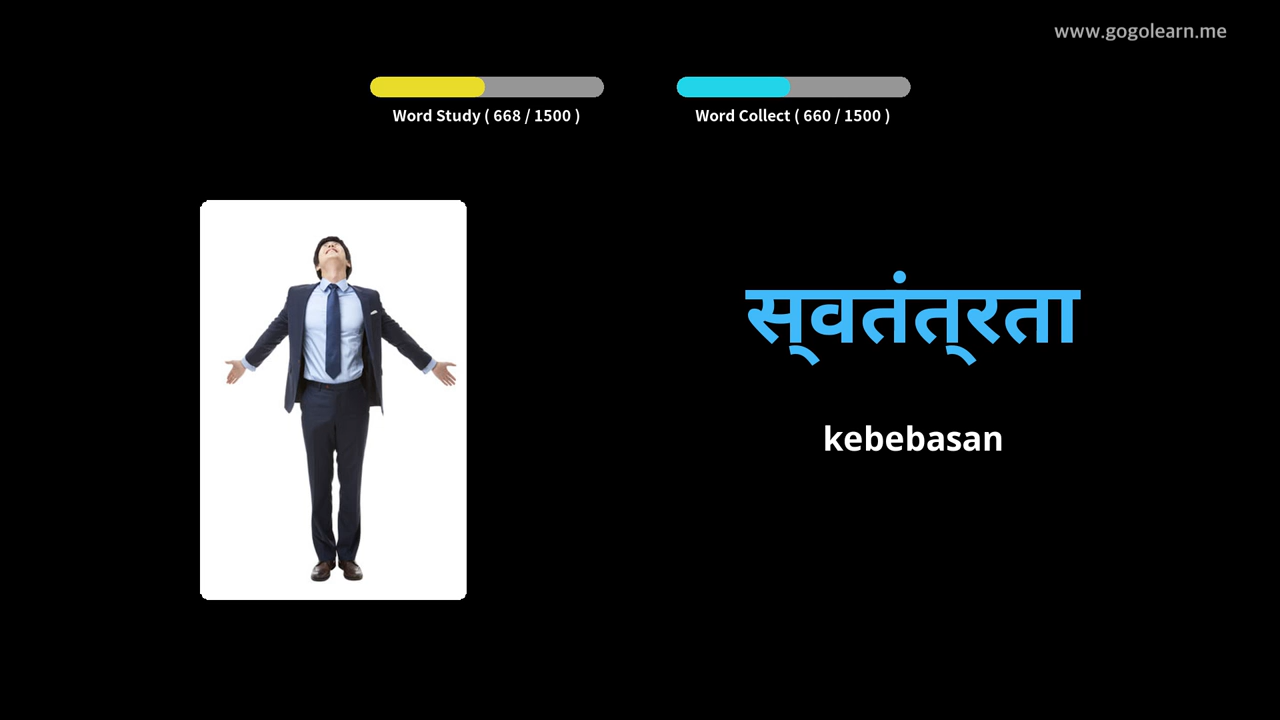 www.gogolearn.me
Word Study ( 668 / 1500 )
Word Collect ( 660 / 1500 )
स्वतंत्रता
kebebasan